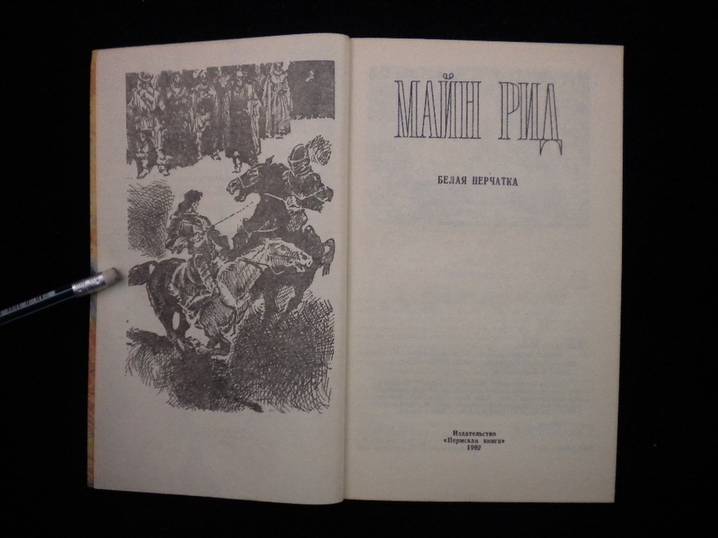 МАЙН РИД
БЕЛАЯ ПЕРЧАТКА
Издательство
«Пермская книга»
1992